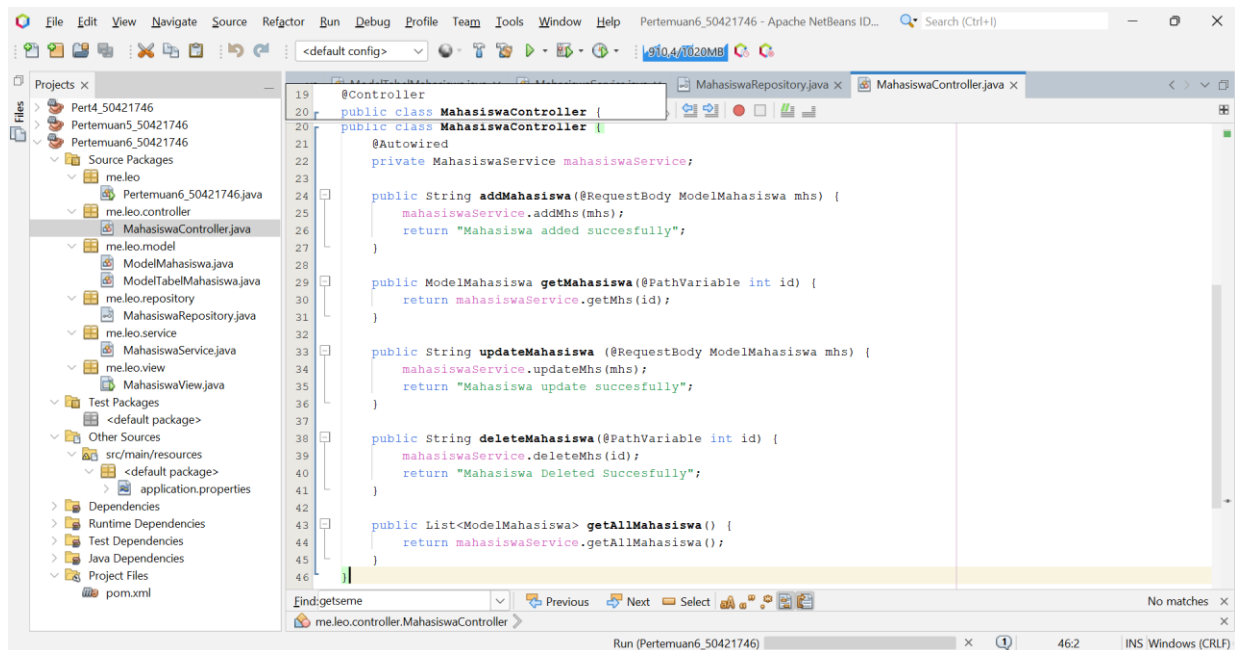 File Edit View Navigate Source Refactor Run Debug Profile Team Tools Window Help Pertemuan6_50421746 - Apache NetBeans ID... Search (Ctrl+I)
<default config> 910,4/1020MB
Projects
MahasiswaRepository.java MahasiswaController.java
Files
Pert4_50421746
Pertemuan5_50421746
Pertemuan6_50421746
Source Packages
me.leo
Pertemuan6_50421746.java
me.leo.controller
MahasiswaController.java
me.leo.model
ModelMahasiswa.java
ModelTabelMahasiswa.java
me.leo.repository
MahasiswaRepository.java
me.leo.service
MahasiswaService.java
me.leo.view
MahasiswaView.java
Test Packages
<default package>
Other Sources
src/main/resources
<default package>
application.properties
Dependencies
Runtime Dependencies
Test Dependencies
Java Dependencies
Project Files
pom.xml
19 @Controller
20 public class MahasiswaController {
20 public class MahasiswaController {
21 @Autowired
22 private MahasiswaService mahasiswaService;
23
24 public String addMahasiswa(@RequestBody ModelMahasiswa mhs) {
25 mahasiswaService.addMhs(mhs);
26 return "Mahasiswa added succesfully";
27 }
28
29 public ModelMahasiswa getMahasiswa(@PathVariable int id) {
30 return mahasiswaService.getMhs(id);
31 }
32
33 public String updateMahasiswa (@RequestBody ModelMahasiswa mhs) {
34 mahasiswaService.updateMhs(mhs);
35 return "Mahasiswa update succesfully";
36 }
37
38 public String deleteMahasiswa(@PathVariable int id) {
39 mahasiswaService.deleteMhs(id);
40 return "Mahasiswa Deleted Succesfully";
41 }
42
43 public List<ModelMahasiswa> getAllMahasiswa() {
44 return mahasiswaService.getAllMahasiswa();
45 }
46 }
Find: getseme Previous Next Select No matches
me.leo.controller.MahasiswaController
Run (Pertemuan6_50421746) 1 46:2 INS Windows (CRLF)